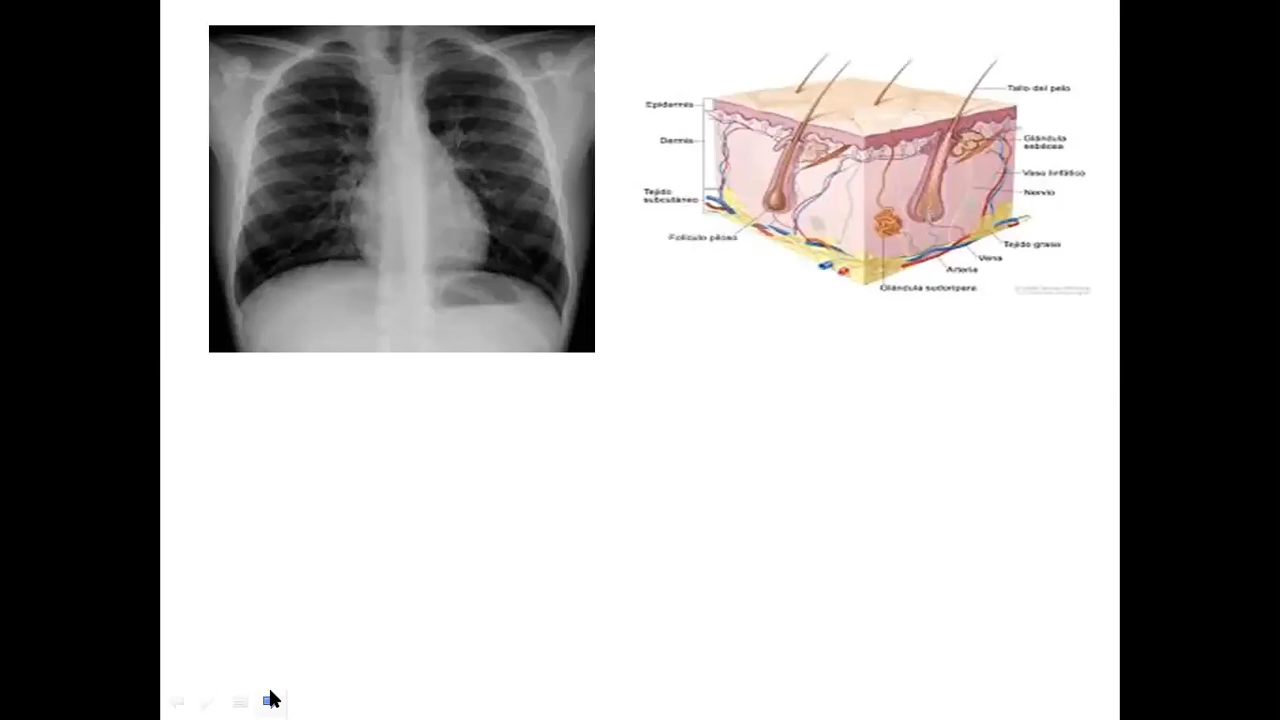 Tallo del pelo
Epidermis
Dermis
Glándula
sebácea
Vaso linfático
Tejido
subcutáneo
Nervio
Folículo piloso
Tejido graso
Vena
Arteria
Glándula sudorípara